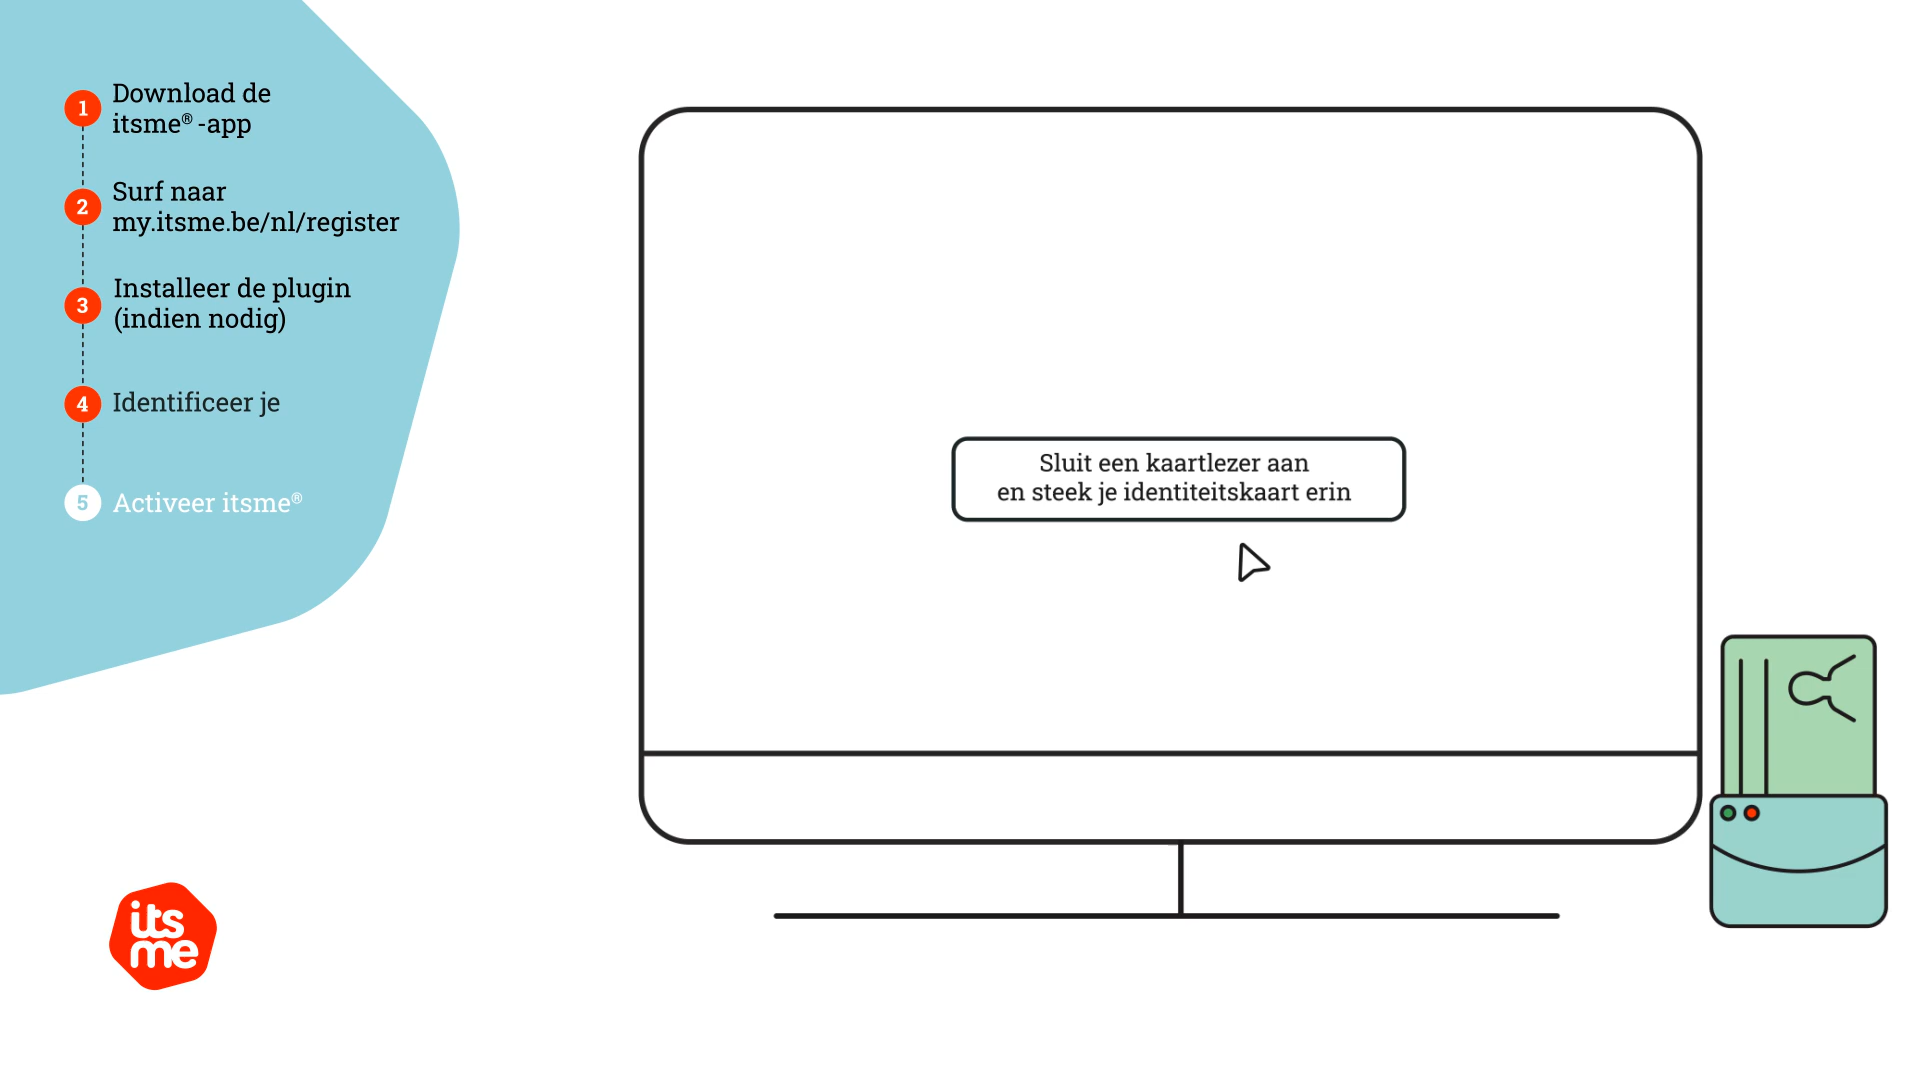 1 Download de
itsme® -app
2 Surf naar
my.itsme.be/nl/register
3 Installeer de plugin
(indien nodig)
4 Identificeer je
5 Activeer itsme®
Sluit een kaartlezer aan
en steek je identiteitskaart erin
its
me